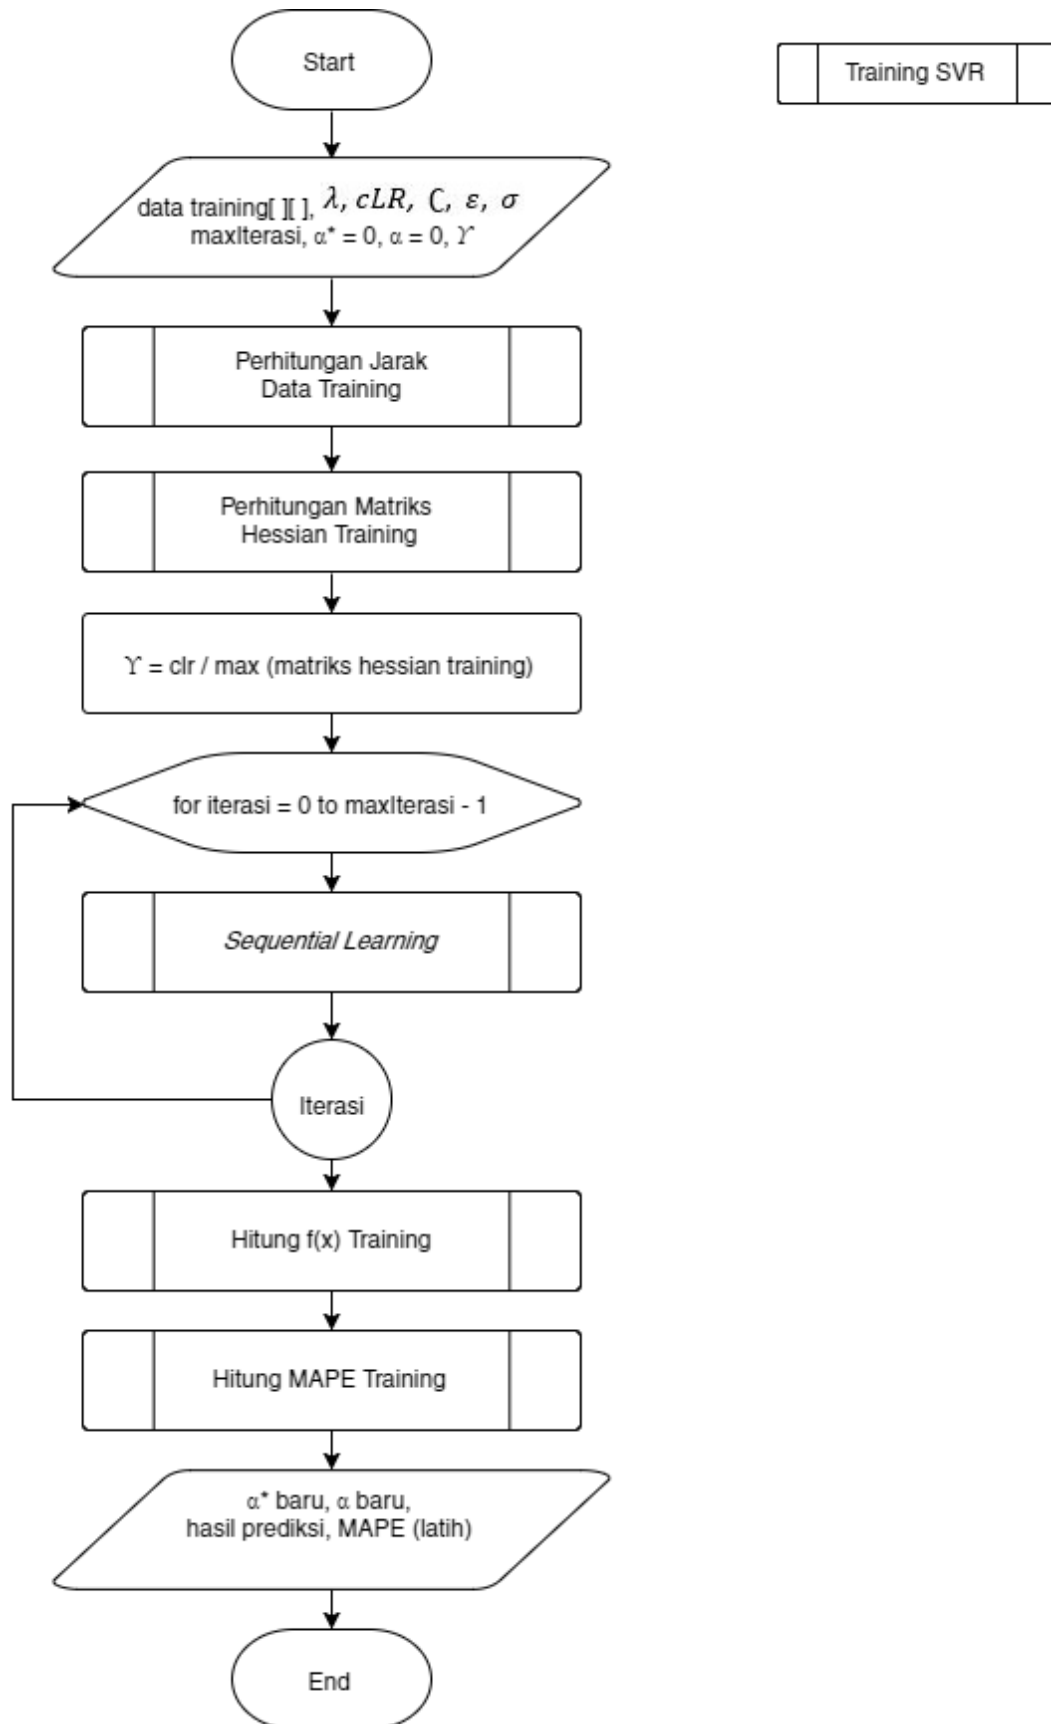 Start
Training SVR
data training[ ][ ], λ, cLR, C, ε, σ
maxIterasi, α* = 0, α = 0, ϒ
Perhitungan Jarak
Data Training
Perhitungan Matriks
Hessian Training
ϒ = clr / max (matriks hessian training)
for iterasi = 0 to maxIterasi - 1
Sequential Learning
Iterasi
Hitung f(x) Training
Hitung MAPE Training
α* baru, α baru,
hasil prediksi, MAPE (latih)
End